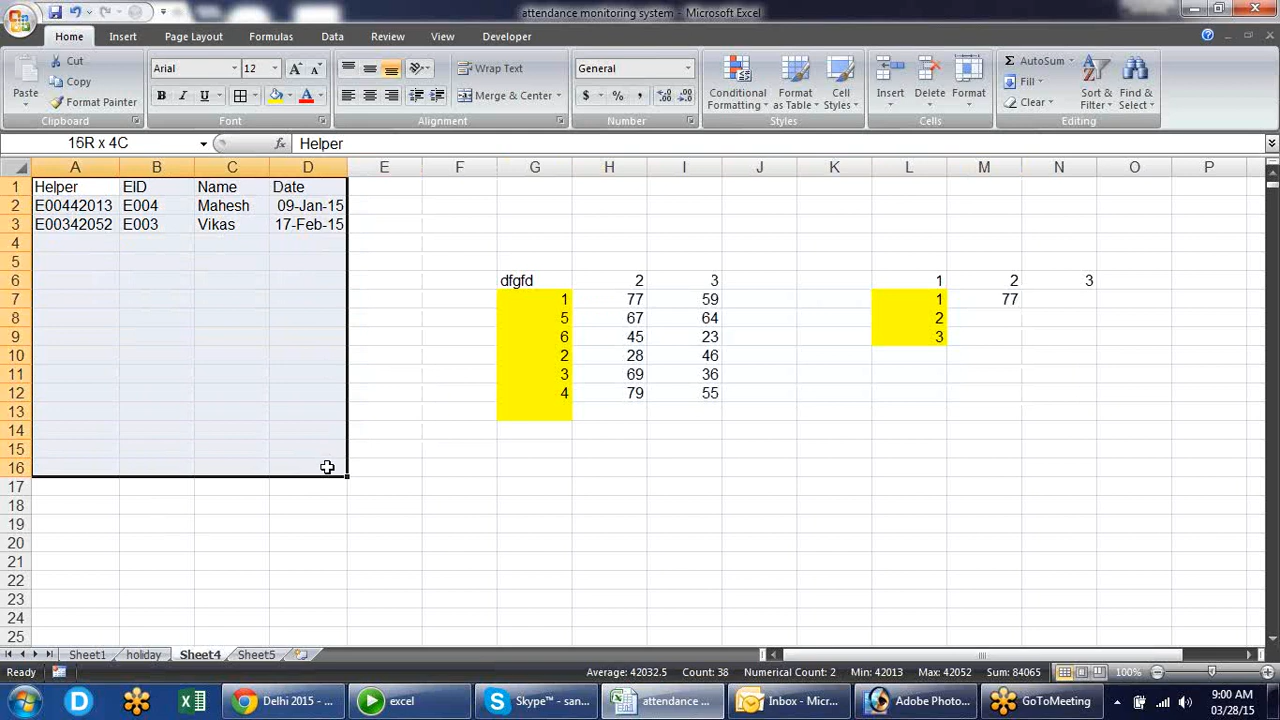 attendance monitoring system - Microsoft Excel
Home Insert Page Layout Formulas Data Review View Developer
Paste Cut Copy Format Painter Clipboard
Arial 12 A A B I U A Font
Wrap Text Merge & Center Alignment
General $ % , Number
Conditional Formatting Format as Table Cell Styles Styles
Insert Delete Format Cells
Σ AutoSum Fill Clear Sort & Filter Find & Select Editing
15R x 4C fx Helper
A B C D E F G H I J K L M N O P
1 Helper EID Name Date
2 E00442013 E004 Mahesh 09-Jan-15
3 E00342052 E003 Vikas 17-Feb-15
4
5
6 dfgfd 2 3 1 2 3
7 1 77 59 1 77
8 5 67 64 2
9 6 45 23 3
10 2 28 46
11 3 69 36
12 4 79 55
13
14
15
16
17
18
19
20
21
22
23
24
25
Sheet1 holiday Sheet4 Sheet5
Ready Average: 42032.5 Count: 38 Numerical Count: 2 Min: 42013 Max: 42052 Sum: 84065 100%
Delhi 2015 - ... excel Skype™ - san... attendance ... Inbox - Micr... Adobe Photo... GoToMeeting 9:00 AM
03/28/15